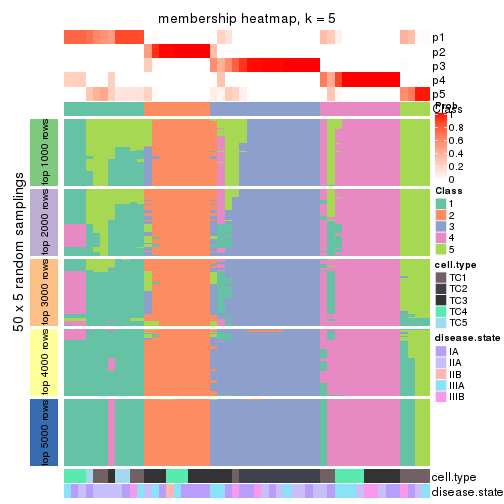 membership heatmap, k = 5
p1
p2
p3
p4
p5
Prob
Class
1
0.8
0.6
0.4
0.2
0
50 x 5 random samplings
top 1000 rows
top 2000 rows
top 3000 rows
top 4000 rows
top 5000 rows
Class
1
2
3
4
5
cell.type
TC1
TC2
TC3
TC4
TC5
disease.state
IA
IIA
IIB
IIIA
IIIB
cell.type
disease.state